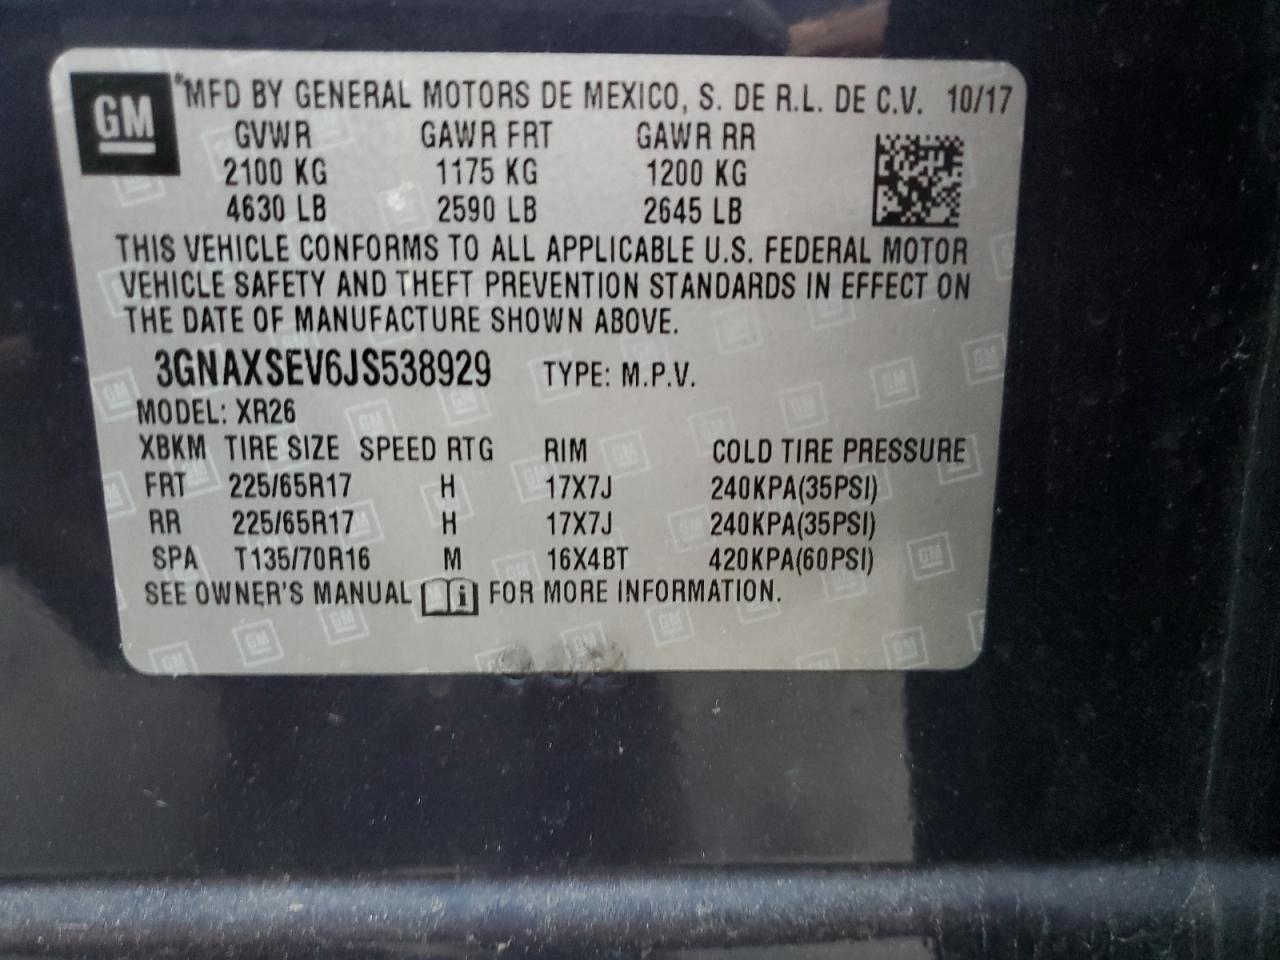 GM
*MFD BY GENERAL MOTORS DE MEXICO, S. DE R.L. DE C.V. 10/17
GVWR GAWR FRT GAWR RR
2100 KG 1175 KG 1200 KG
4630 LB 2590 LB 2645 LB
THIS VEHICLE CONFORMS TO ALL APPLICABLE U.S. FEDERAL MOTOR
VEHICLE SAFETY AND THEFT PREVENTION STANDARDS IN EFFECT ON
THE DATE OF MANUFACTURE SHOWN ABOVE.
3GNAXSEV6JS538929 TYPE: M.P.V.
MODEL: XR26
XBKM TIRE SIZE SPEED RTG RIM COLD TIRE PRESSURE
FRT 225/65R17 H 17X7J 240KPA(35PSI)
RR 225/65R17 H 17X7J 240KPA(35PSI)
SPA T135/70R16 M 16X4BT 420KPA(60PSI)
SEE OWNER'S MANUAL FOR MORE INFORMATION.